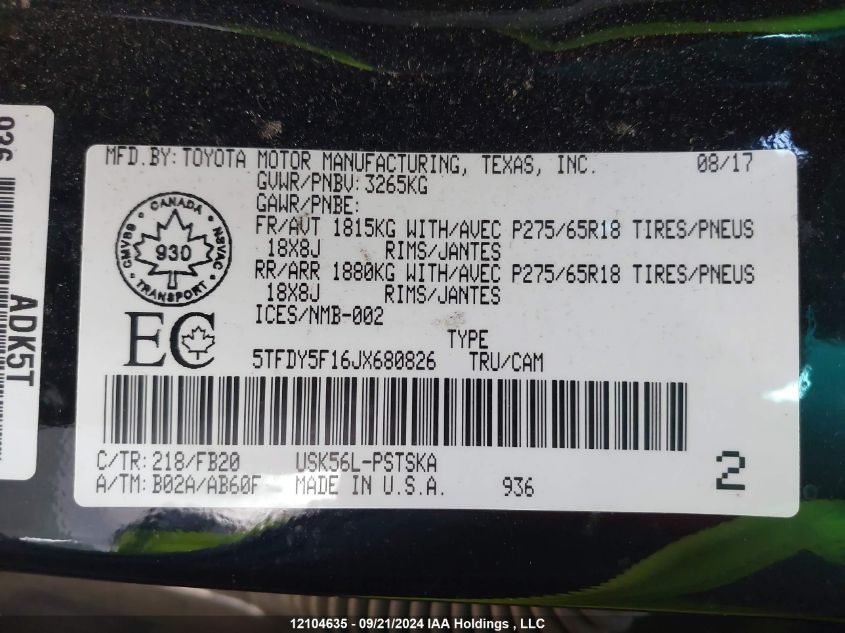 936
ADK5T
MFD.BY: TOYOTA MOTOR MANUFACTURING, TEXAS, INC. 08/17
GVWR/PNBV: 3265KG
GAWR/PNBE:
FR/AVT 1815KG WITH/AVEC P275/65R18 TIRES/PNEUS
18X8J RIMS/JANTES
RR/ARR 1880KG WITH/AVEC P275/65R18 TIRES/PNEUS
18X8J RIMS/JANTES
ICES/NMB-002
CANADA
CMVSS 930 NSVAC
TRANSPORT
EC
TYPE
5TFDY5F16JX680826 TRU/CAM
C/TR: 218/FB20 USK56L-PSTSKA
A/TM: B02A/AB60F MADE IN U.S.A. 936 2
12104635 - 09/21/2024 IAA Holdings , LLC